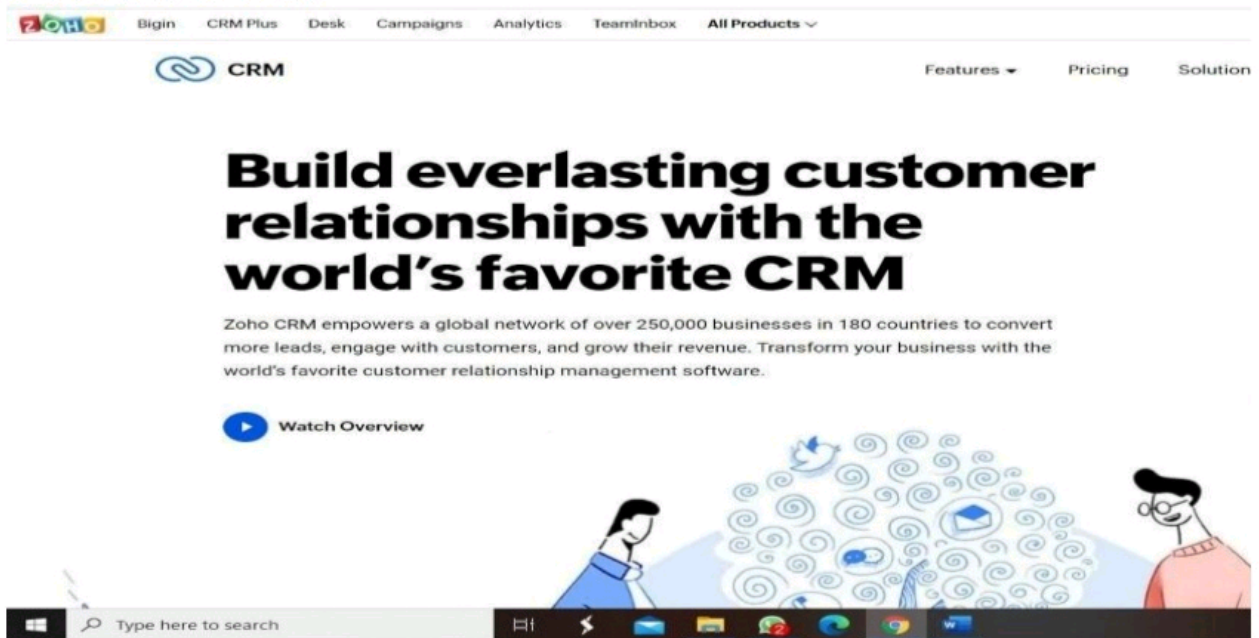 ZOHO Bigin CRM Plus Desk Campaigns Analytics TeamInbox All Products
CRM Features Pricing Solution
Build everlasting customer
relationships with the
world's favorite CRM
Zoho CRM empowers a global network of over 250,000 businesses in 180 countries to convert
more leads, engage with customers, and grow their revenue. Transform your business with the
world's favorite customer relationship management software.
Watch Overview
Type here to search
2
W